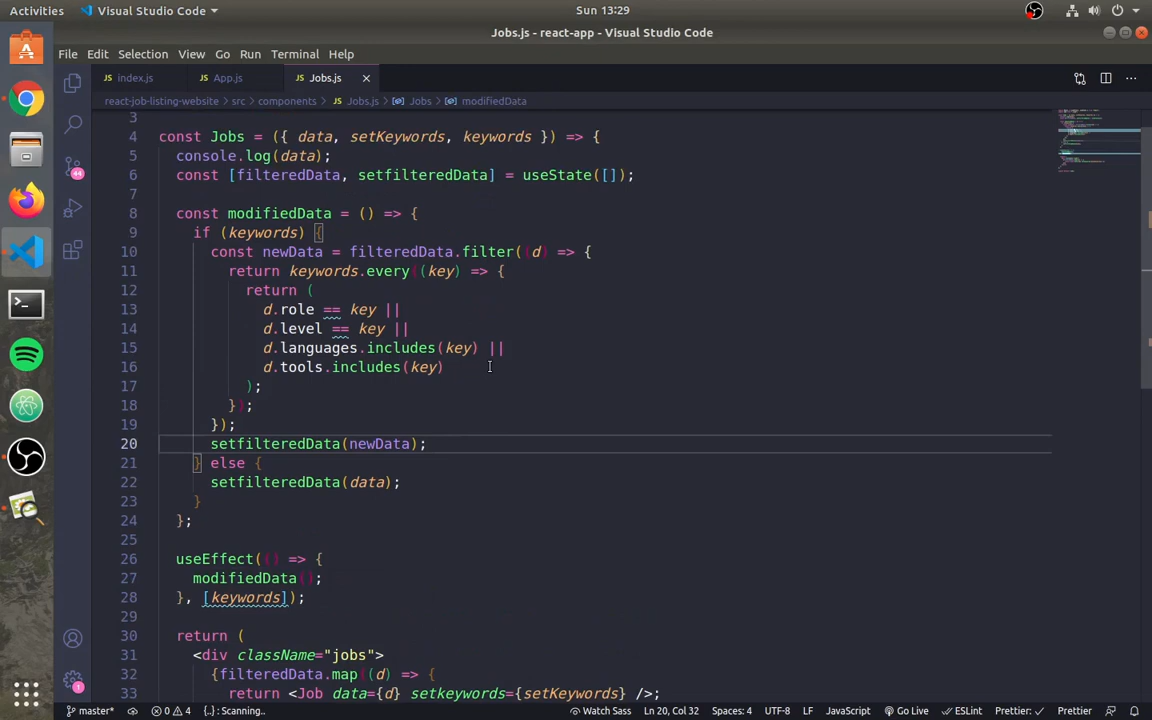 Activities Visual Studio Code Sun 13:29
Jobs.js - react-app - Visual Studio Code
File Edit Selection View Go Run Terminal Help
JS index.js JS App.js JS Jobs.js
react-job-listing-website > src > components > JS Jobs.js > Jobs > modifiedData
3
4 const Jobs = ({ data, setKeywords, keywords }) => {
5 console.log(data);
6 const [filteredData, setfilteredData] = useState([]);
7
8 const modifiedData = () => {
9 if (keywords) {
10 const newData = filteredData.filter((d) => {
11 return keywords.every((key) => {
12 return (
13 d.role == key ||
14 d.level == key ||
15 d.languages.includes(key) ||
16 d.tools.includes(key)
17 );
18 });
19 });
20 setfilteredData(newData);
21 } else {
22 setfilteredData(data);
23 }
24 };
25
26 useEffect(() => {
27 modifiedData();
28 }, [keywords]);
29
30 return (
31 <div className="jobs">
32 {filteredData.map((d) => {
33 return <Job data={d} setkeywords={setKeywords} />;
44
1
master* 0 4 {..} : Scanning.. Watch Sass Ln 20, Col 32 Spaces: 4 UTF-8 LF JavaScript Go Live ESLint Prettier: Prettier